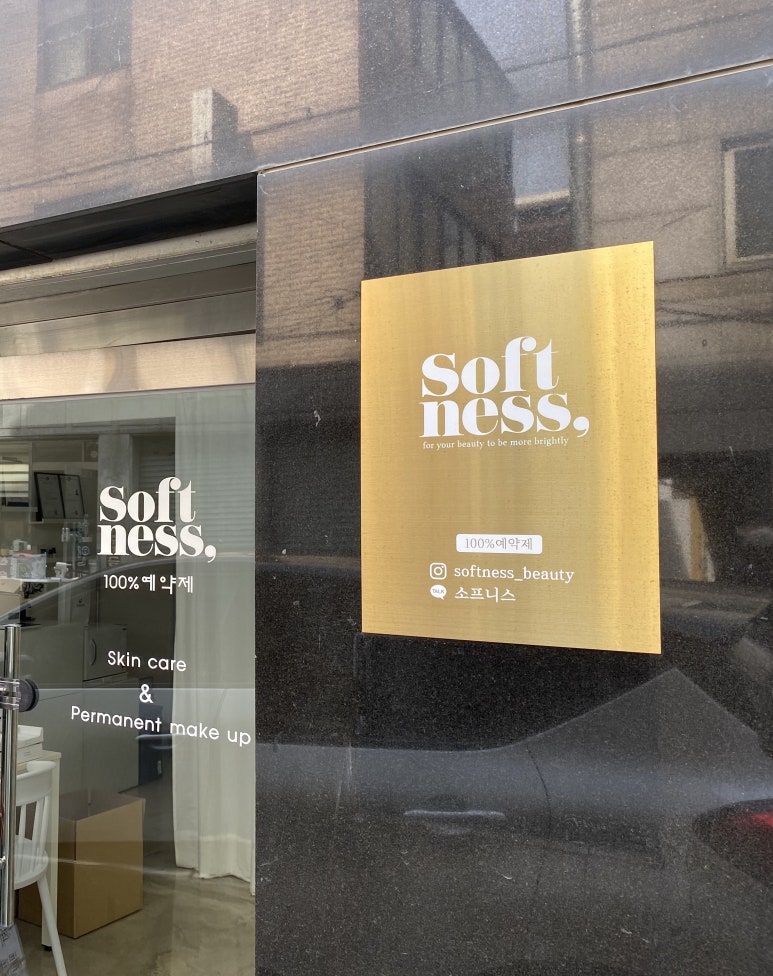 Soft
ness,
100%예약제
Skin care
&
Permanent make up
Soft
ness,
for your beauty to be more brightly
100%예약제
softness_beauty
TALK
소프니스